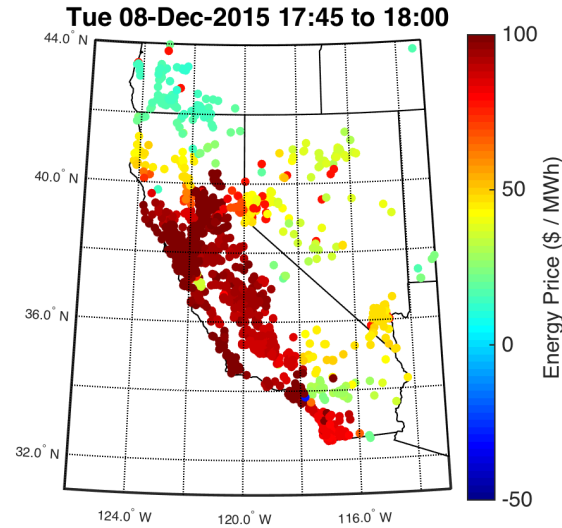 Tue 08-Dec-2015 17:45 to 18:00
44.0° N
40.0° N
36.0° N
32.0° N
124.0° W
120.0° W
116.0° W
100
50
0
-50
Energy Price ($ / MWh)